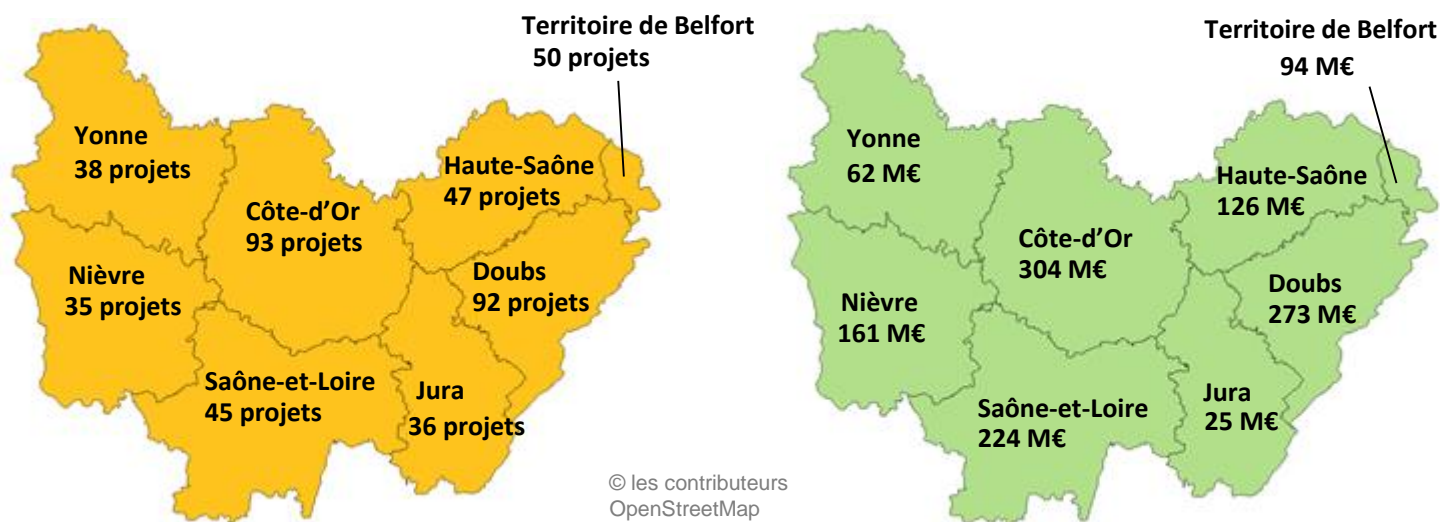 Territoire de Belfort
50 projets
Yonne
38 projets
Haute-Saône
47 projets
Côte-d’Or
93 projets
Nièvre
35 projets
Doubs
92 projets
Saône-et-Loire
45 projets
Jura
36 projets
© les contributeurs
OpenStreetMap
Territoire de Belfort
94 M€
Yonne
62 M€
Haute-Saône
126 M€
Côte-d’Or
304 M€
Doubs
273 M€
Nièvre
161 M€
Saône-et-Loire
224 M€
Jura
25 M€